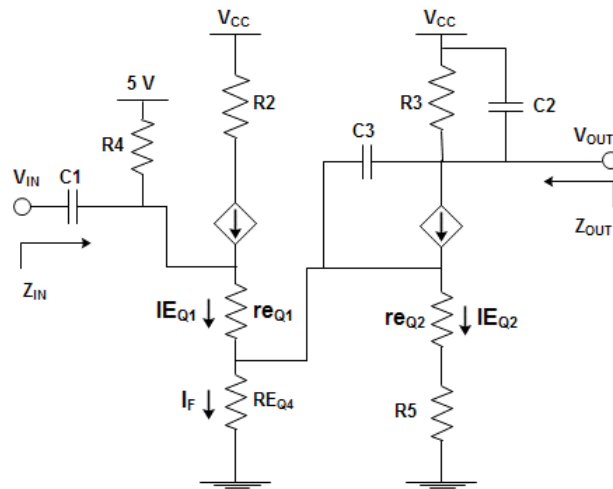 VCC
VCC
5 V
R2
R3
C2
R4
C3
VOUT
VIN
C1
ZIN
ZOUT
IEQ1
reQ1
reQ2
IEQ2
IF
REQ4
R5